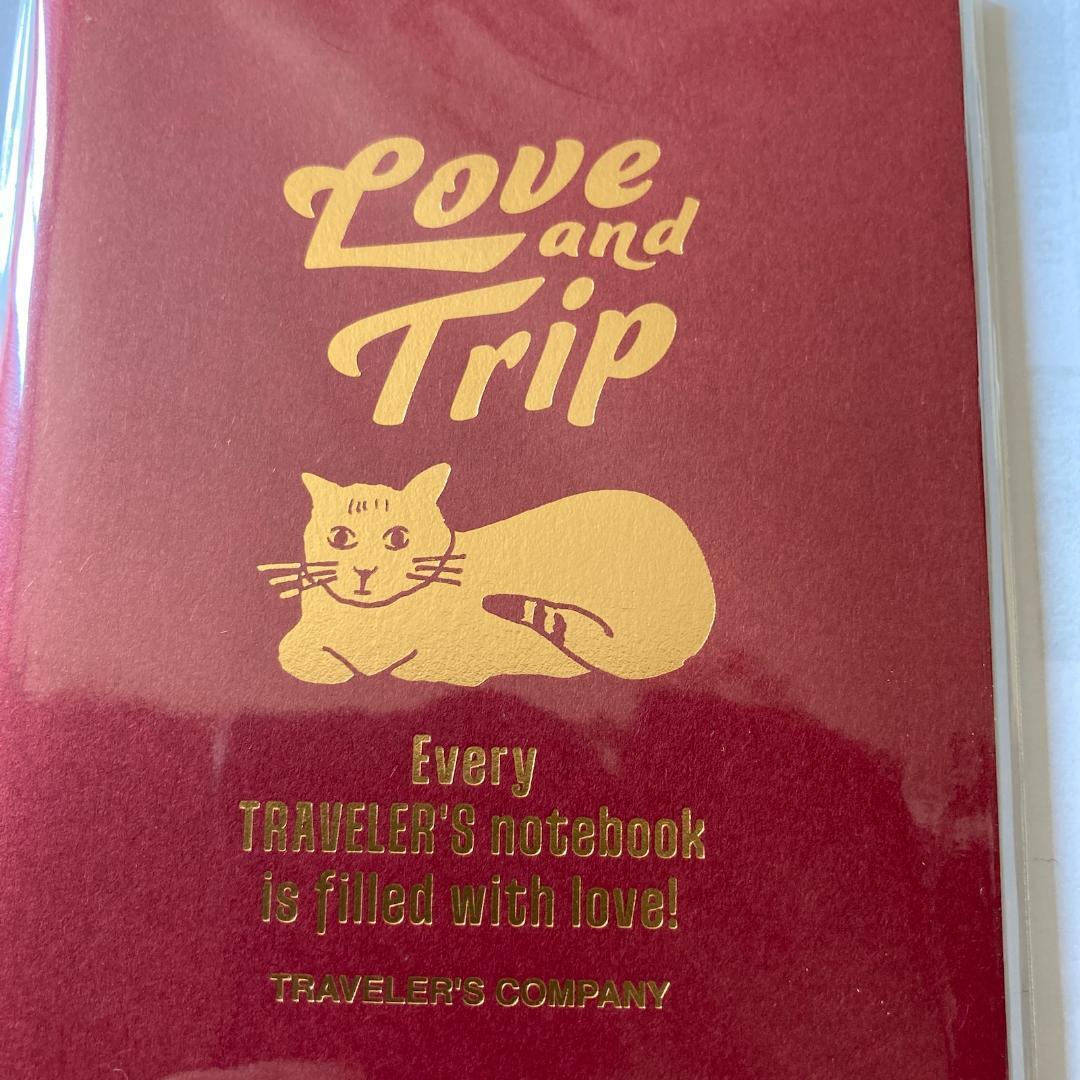 Love
and
Trip
Every
TRAVELER'S notebook
is filled with love!
TRAVELER'S COMPANY